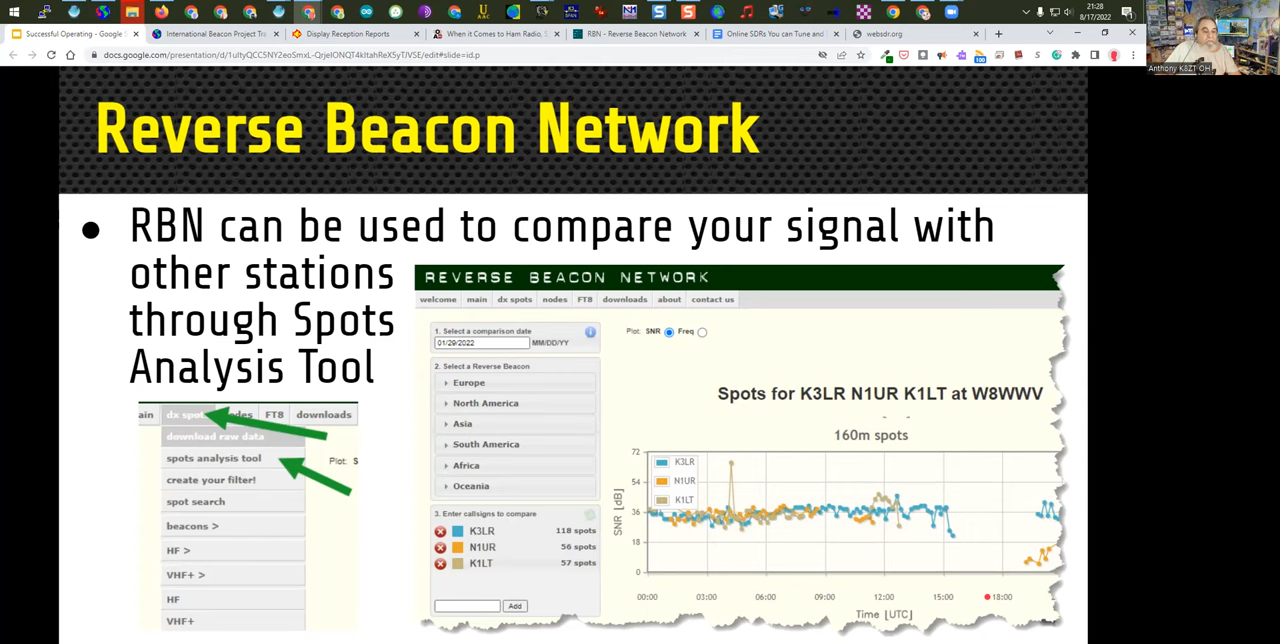 21:28
8/17/2022
Successful Operating - Google S
International Beacon Project Tra
Display Reception Reports
When it Comes to Ham Radio, S
RBN - Reverse Beacon Network
Online SDRs You Can Tune and
websdr.org
Anthony K8ZT OH
Reverse Beacon Network
● RBN can be used to compare your signal with
other stations
through Spots
Analysis Tool
REVERSE BEACON NETWORK
welcome main dx spots nodes FT8 downloads about contact us
1. Select a comparison date
01/29/2022 MM/DD/YY
Plot: SNR Freq
2. Select a Reverse Beacon
Europe
North America
Asia
South America
Africa
Oceania
3. Enter callsigns to compare
K3LR 118 spots
N1UR 56 spots
K1LT 57 spots
Add
Spots for K3LR N1UR K1LT at W8WWV
160m spots
K3LR
N1UR
K1LT
SNR [dB]
72
54
36
18
0
00:00 03:00 06:00 09:00 12:00 15:00 18:00
Time [UTC]
ain dx spots nodes FT8 downloads
download raw data
spots analysis tool
Plot: S
create your filter!
spot search
beacons >
HF >
VHF+ >
HF
VHF+